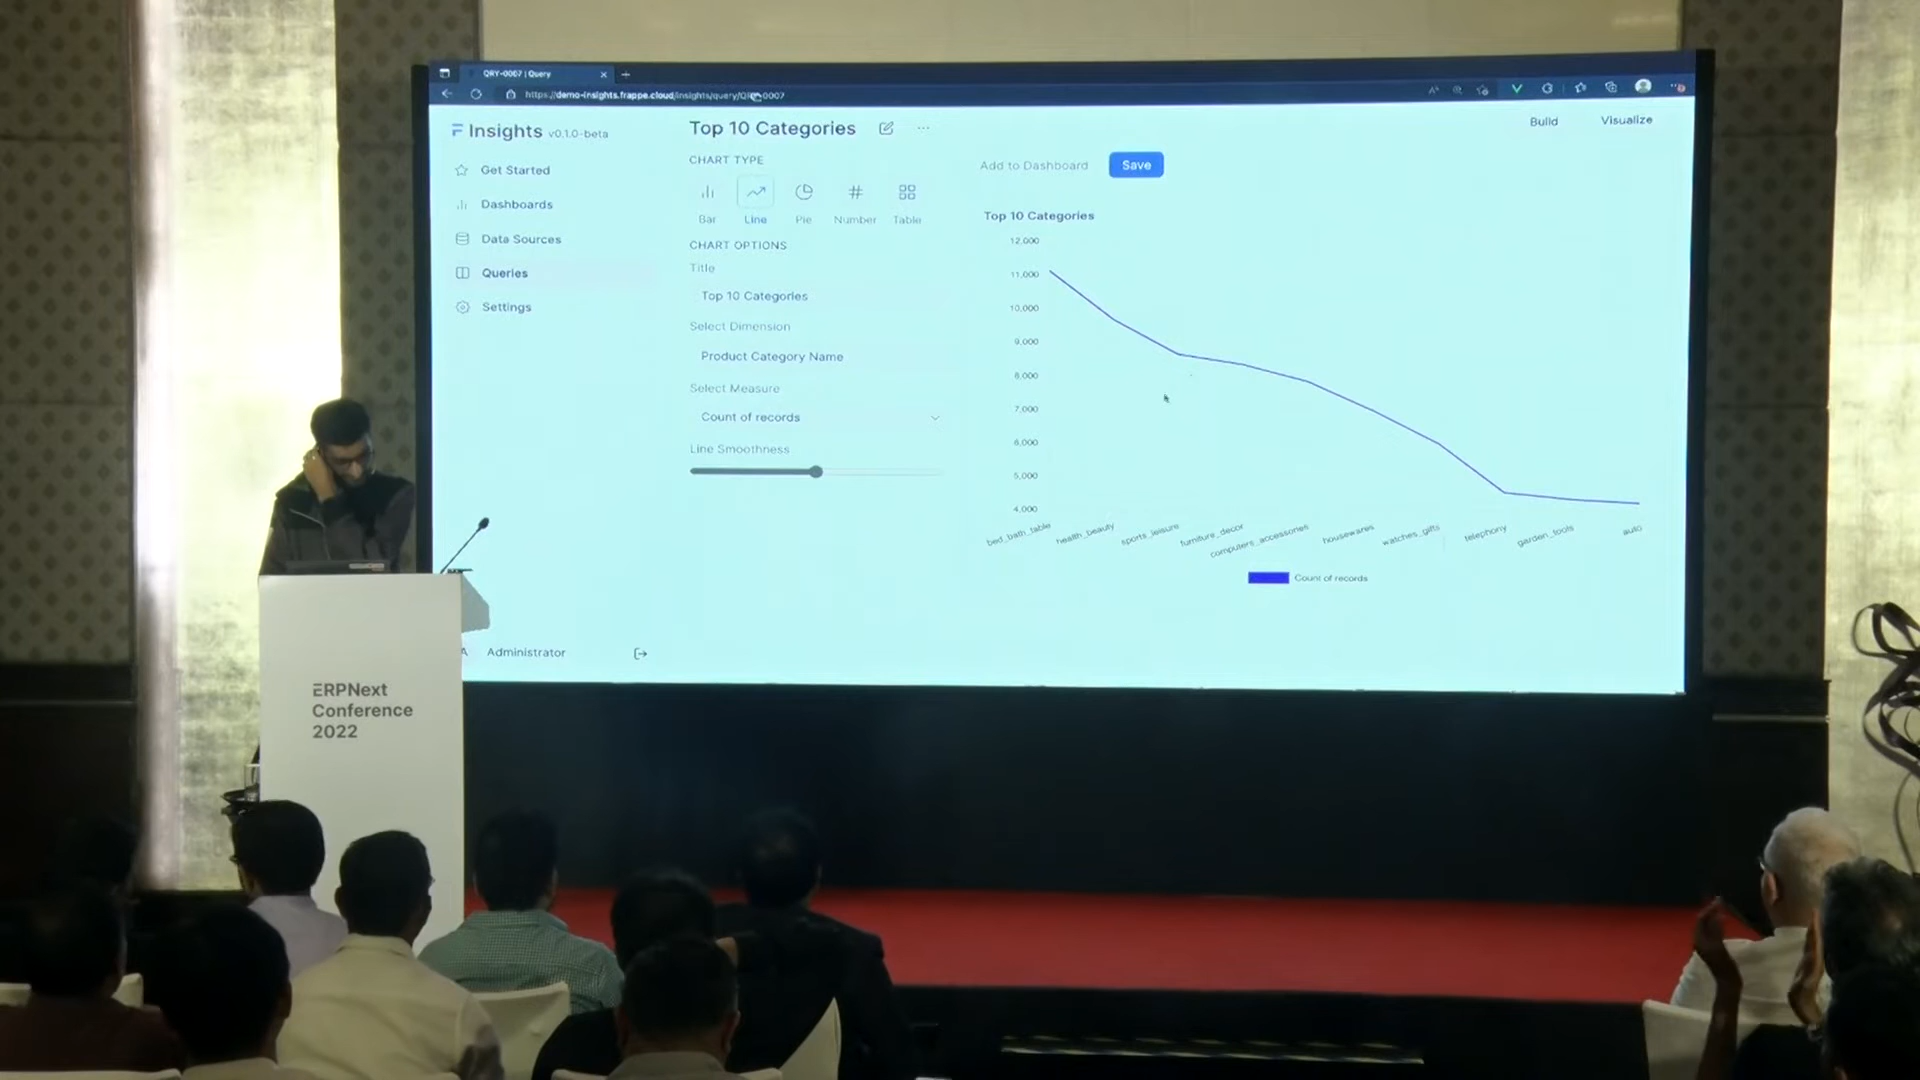 QRY-0007 | Query
https://demo-insights.frappe.cloud/insights/query/QRY-0007
Insights v0.1.0-beta
Get Started
Dashboards
Data Sources
Queries
Settings
A Administrator
Top 10 Categories
CHART TYPE
Bar
Line
Pie
Number
Table
CHART OPTIONS
Title
Top 10 Categories
Select Dimension
Product Category Name
Select Measure
Count of records
Line Smoothness
Build
Visualize
Add to Dashboard
Save
Top 10 Categories
12,000
11,000
10,000
9,000
8,000
7,000
6,000
5,000
4,000
bed_bath_table
health_beauty
sports_leisure
furniture_decor
computers_accessories
housewares
watches_gifts
telephony
garden_tools
auto
Count of records
ERPNext
Conference
2022